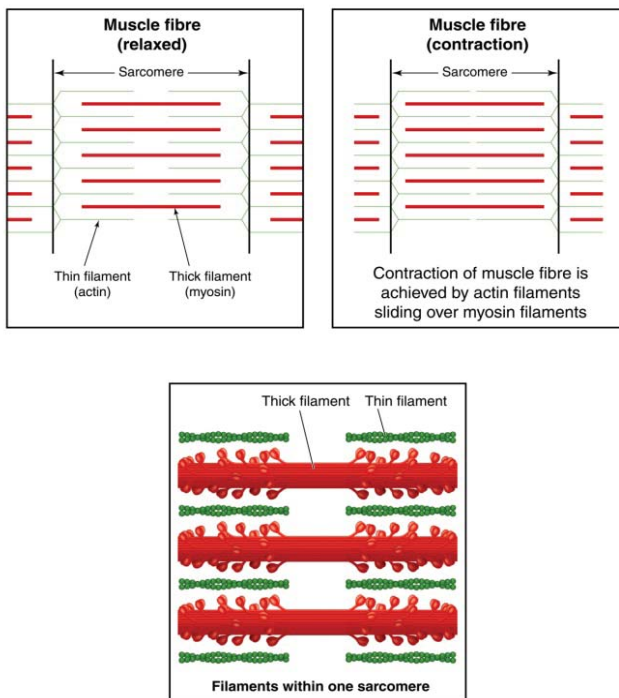 Muscle fibre
(relaxed)
Sarcomere
Thin filament
(actin)
Thick filament
(myosin)
Muscle fibre
(contraction)
Sarcomere
Contraction of muscle fibre is
achieved by actin filaments
sliding over myosin filaments
Thick filament
Thin filament
Filaments within one sarcomere